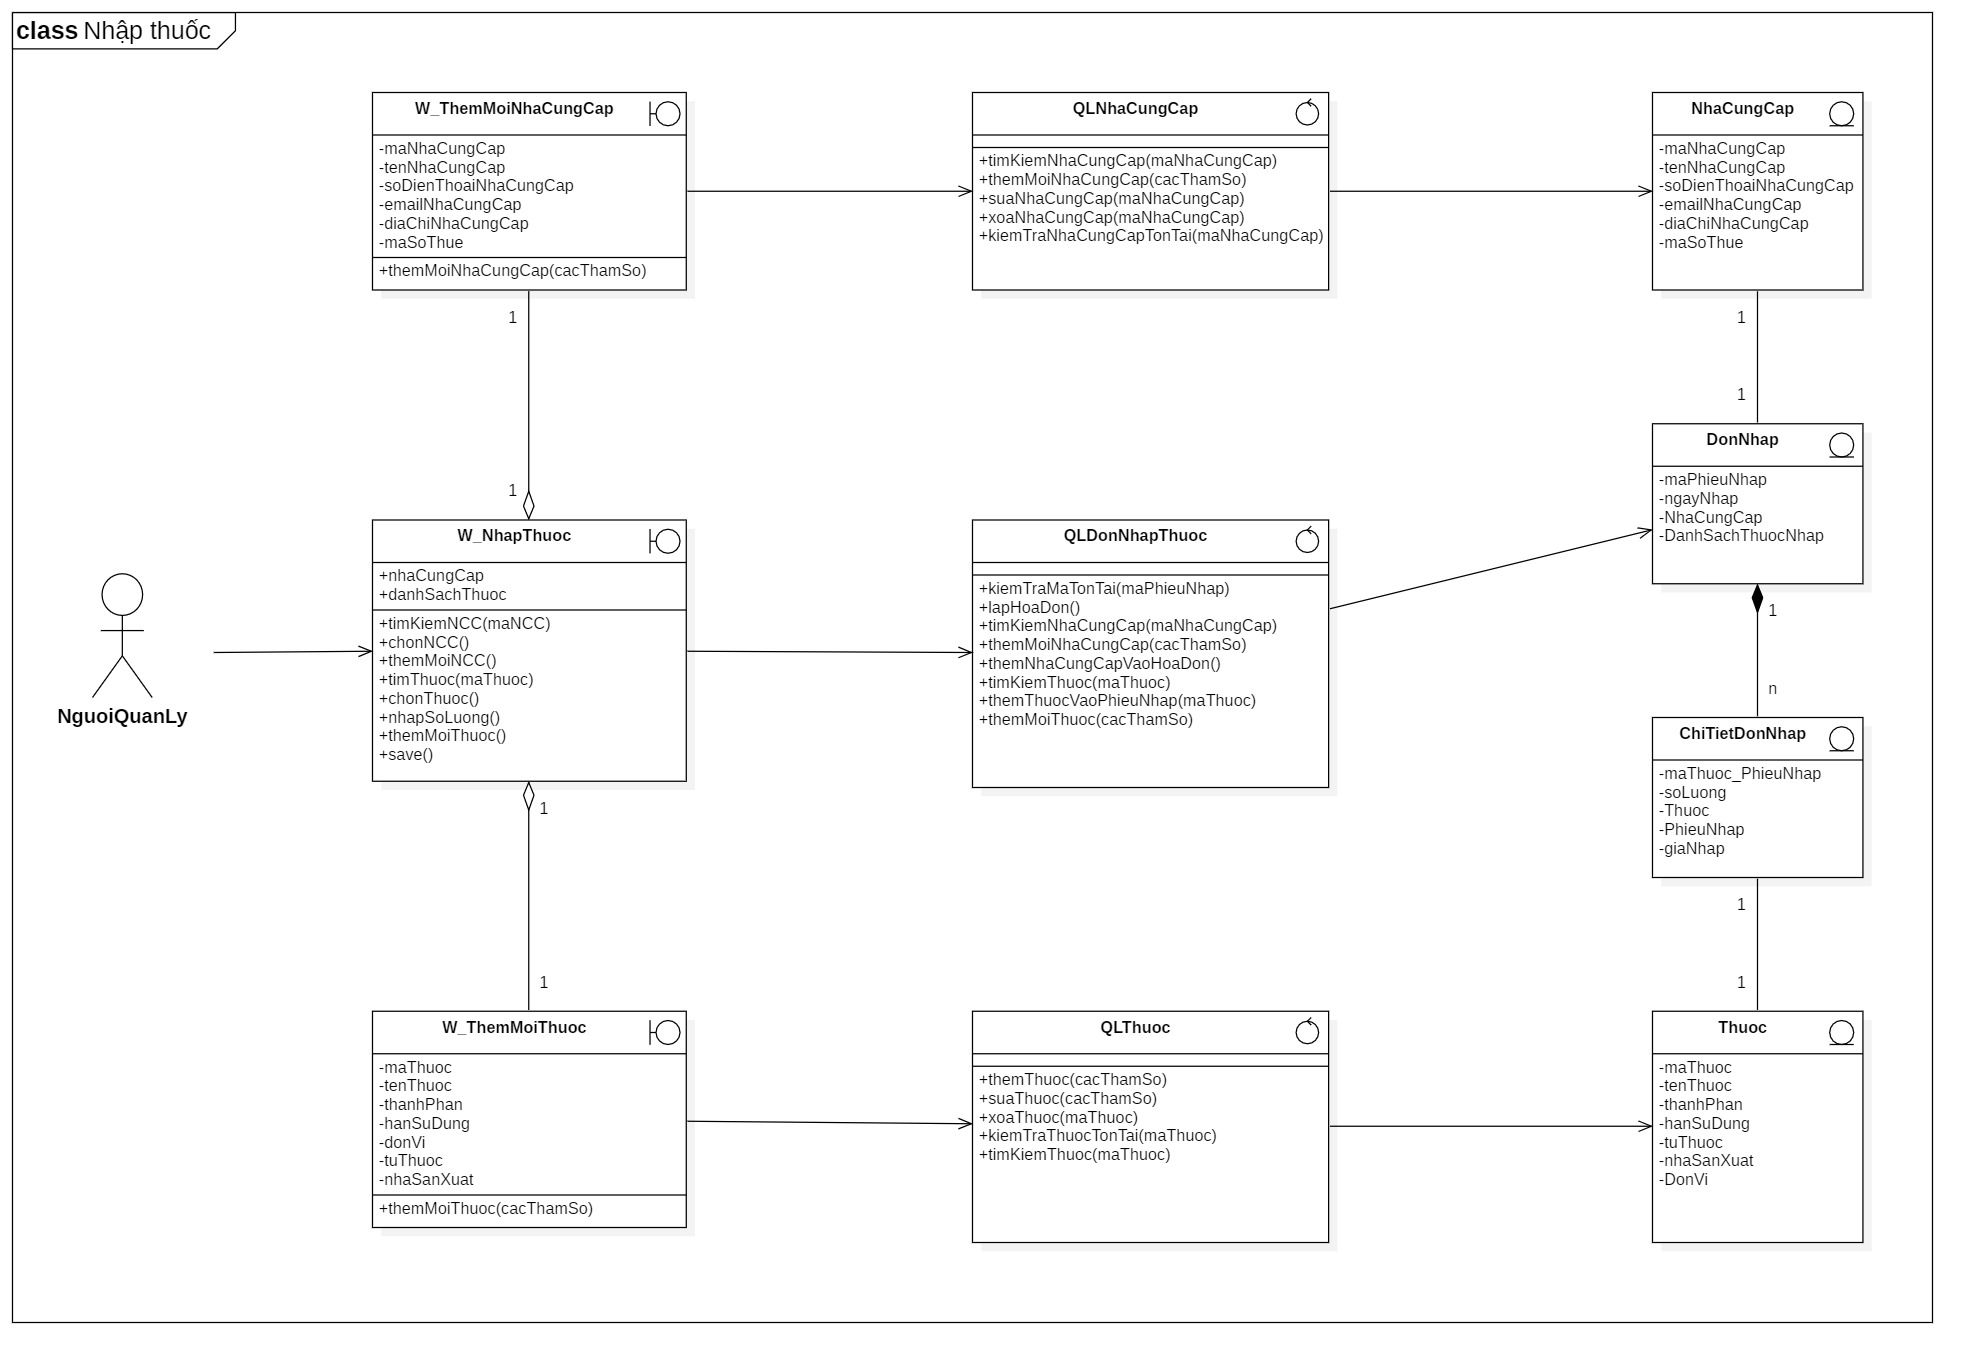 class Nhập thuốc
W_ThemMoiNhaCungCap
-maNhaCungCap
-tenNhaCungCap
-soDienThoaiNhaCungCap
-emailNhaCungCap
-diaChiNhaCungCap
-maSoThue
+themMoiNhaCungCap(cacThamSo)
QLNhaCungCap
+timKiemNhaCungCap(maNhaCungCap)
+themMoiNhaCungCap(cacThamSo)
+suaNhaCungCap(maNhaCungCap)
+xoaNhaCungCap(maNhaCungCap)
+kiemTraNhaCungCapTonTai(maNhaCungCap)
NhaCungCap
-maNhaCungCap
-tenNhaCungCap
-soDienThoaiNhaCungCap
-emailNhaCungCap
-diaChiNhaCungCap
-maSoThue
1
1
1
1
NguoiQuanLy
W_NhapThuoc
+nhaCungCap
+danhSachThuoc
+timKiemNCC(maNCC)
+chonNCC()
+themMoiNCC()
+timThuoc(maThuoc)
+chonThuoc()
+nhapSoLuong()
+themMoiThuoc()
+save()
QLDonNhapThuoc
+kiemTraMaTonTai(maPhieuNhap)
+lapHoaDon()
+timKiemNhaCungCap(maNhaCungCap)
+themMoiNhaCungCap(cacThamSo)
+themNhaCungCapVaoHoaDon()
+timKiemThuoc(maThuoc)
+themThuocVaoPhieuNhap(maThuoc)
+themMoiThuoc(cacThamSo)
DonNhap
-maPhieuNhap
-ngayNhap
-NhaCungCap
-DanhSachThuocNhap
1
n
ChiTietDonNhap
-maThuoc_PhieuNhap
-soLuong
-Thuoc
-PhieuNhap
-giaNhap
1
1
1
1
W_ThemMoiThuoc
-maThuoc
-tenThuoc
-thanhPhan
-hanSuDung
-donVi
-tuThuoc
-nhaSanXuat
+themMoiThuoc(cacThamSo)
QLThuoc
+themThuoc(cacThamSo)
+suaThuoc(cacThamSo)
+xoaThuoc(maThuoc)
+kiemTraThuocTonTai(maThuoc)
+timKiemThuoc(maThuoc)
Thuoc
-maThuoc
-tenThuoc
-thanhPhan
-hanSuDung
-tuThuoc
-nhaSanXuat
-DonVi